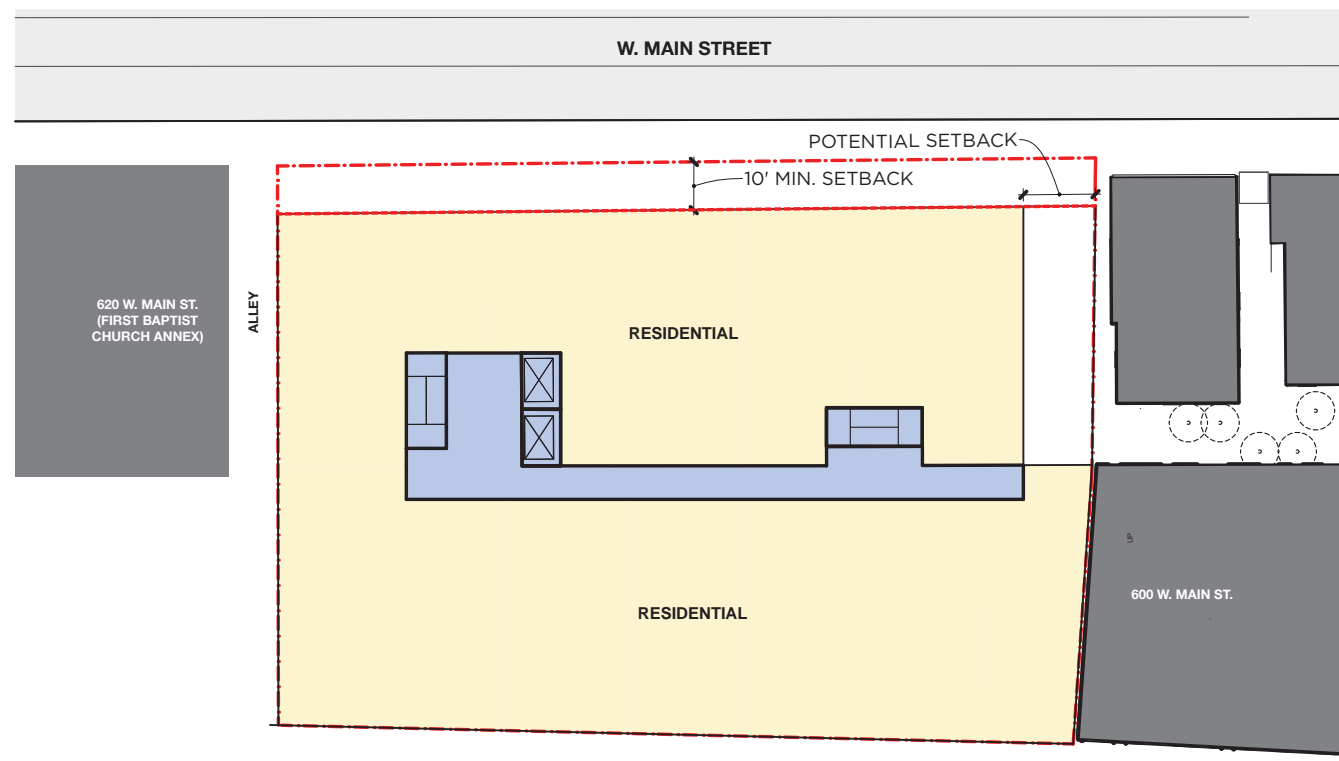 W. MAIN STREET
POTENTIAL SETBACK
10' MIN. SETBACK
620 W. MAIN ST.
(FIRST BAPTIST
CHURCH ANNEX)
ALLEY
RESIDENTIAL
UP
600 W. MAIN ST.
RESIDENTIAL